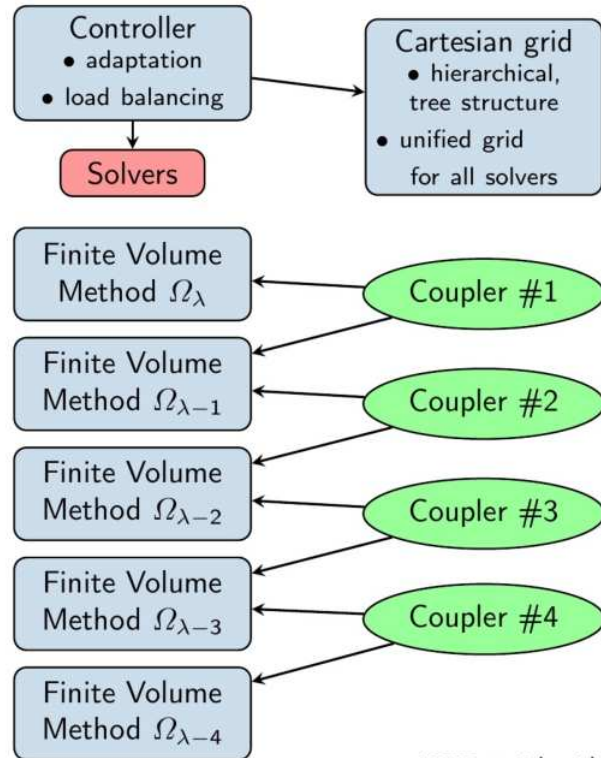 Controller
• adaptation
• load balancing
Cartesian grid
• hierarchical,
tree structure
• unified grid
for all solvers
Solvers
Finite Volume
Method Ωλ
Coupler #1
Finite Volume
Method Ωλ−1
Coupler #2
Finite Volume
Method Ωλ−2
Coupler #3
Finite Volume
Method Ωλ−3
Coupler #4
Finite Volume
Method Ωλ−4